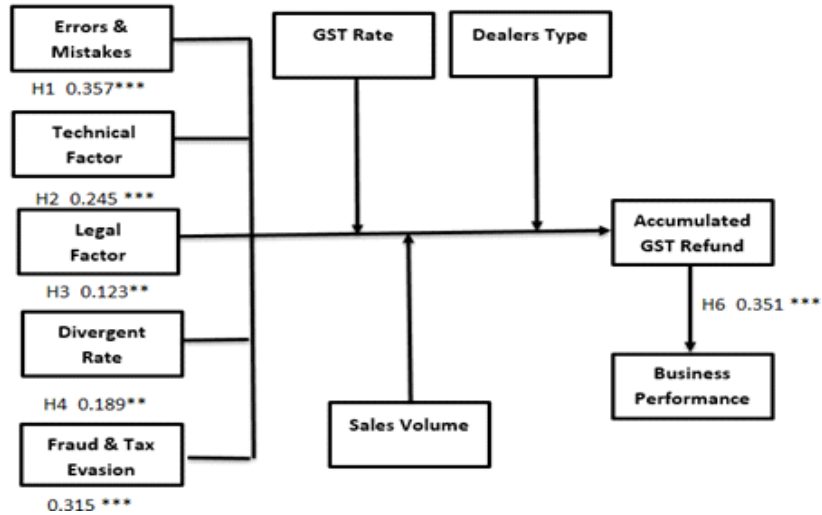 Errors &
Mistakes
H1 0.357***
Technical
Factor
H2 0.245 ***
Legal
Factor
H3 0.123**
Divergent
Rate
H4 0.189**
Fraud & Tax
Evasion
0.315 ***
GST Rate
Dealers Type
Sales Volume
Accumulated
GST Refund
H6 0.351 ***
Business
Performance